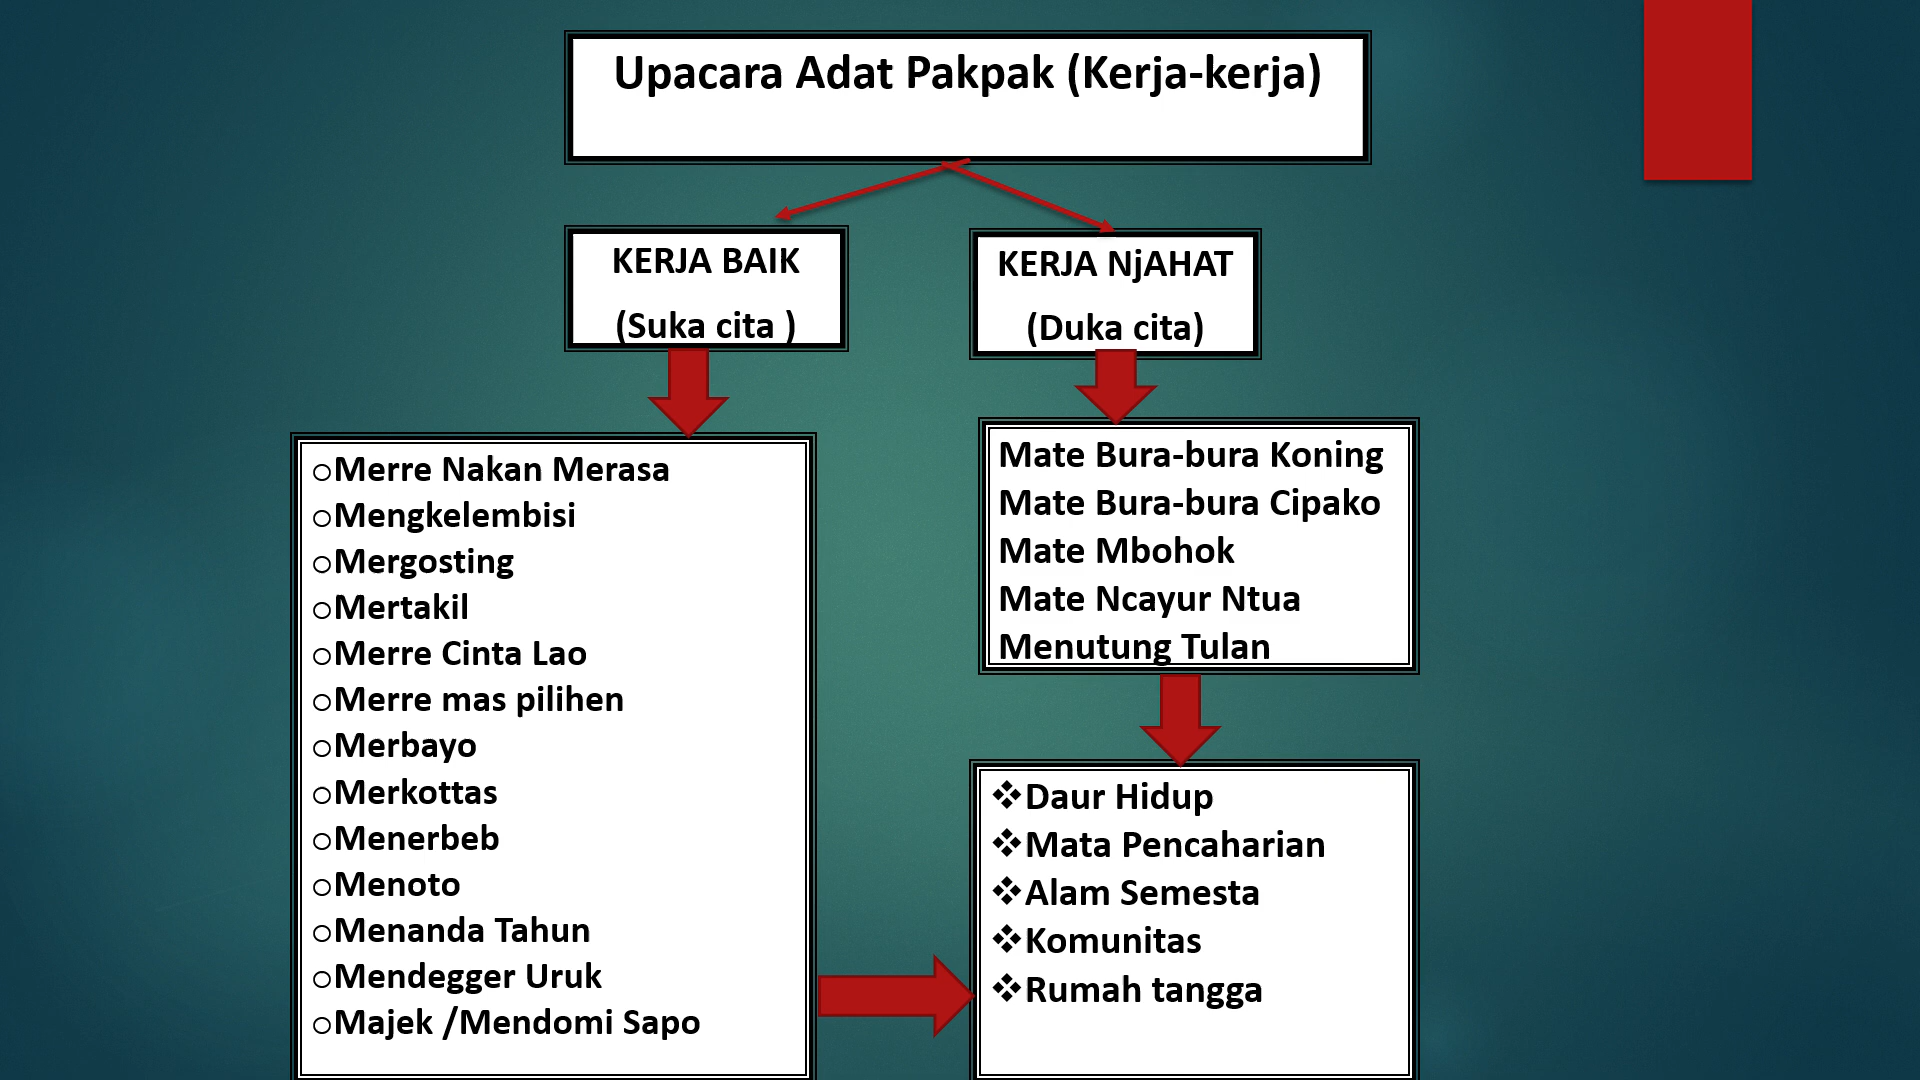 Upacara Adat Pakpak (Kerja-kerja)
KERJA BAIK
(Suka cita )
KERJA NjAHAT
(Duka cita)
Merre Nakan Merasa
Mengkelembisi
Mergosting
Mertakil
Merre Cinta Lao
Merre mas pilihen
Merbayo
Merkottas
Menerbeb
Menoto
Menanda Tahun
Mendegger Uruk
Majek /Mendomi Sapo
Mate Bura-bura Koning
Mate Bura-bura Cipako
Mate Mbohok
Mate Ncayur Ntua
Menutung Tulan
Daur Hidup
Mata Pencaharian
Alam Semesta
Komunitas
Rumah tangga